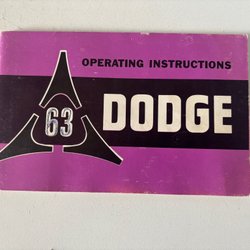 OPERATING INSTRUCTIONS
63 DODGE